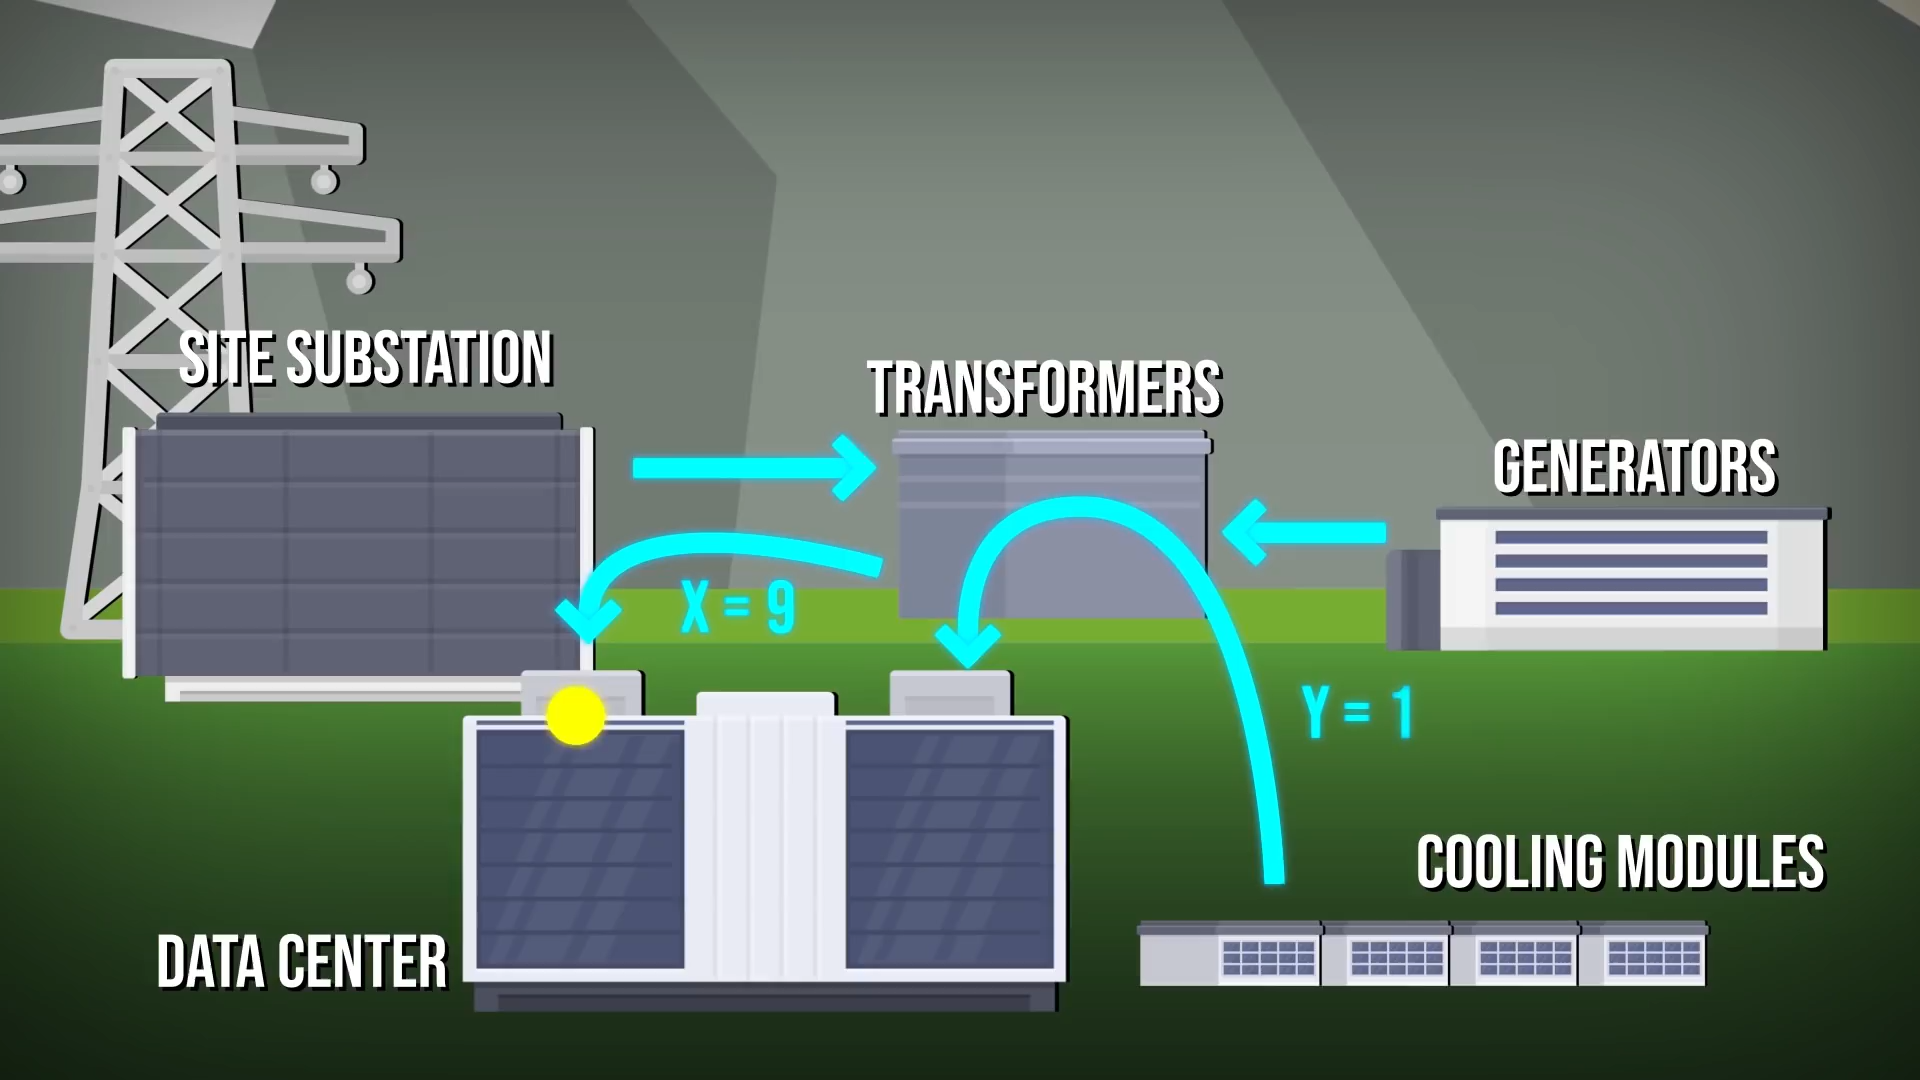 SITE SUBSTATION
TRANSFORMERS
GENERATORS
X = 9
Y = 1
COOLING MODULES
DATA CENTER